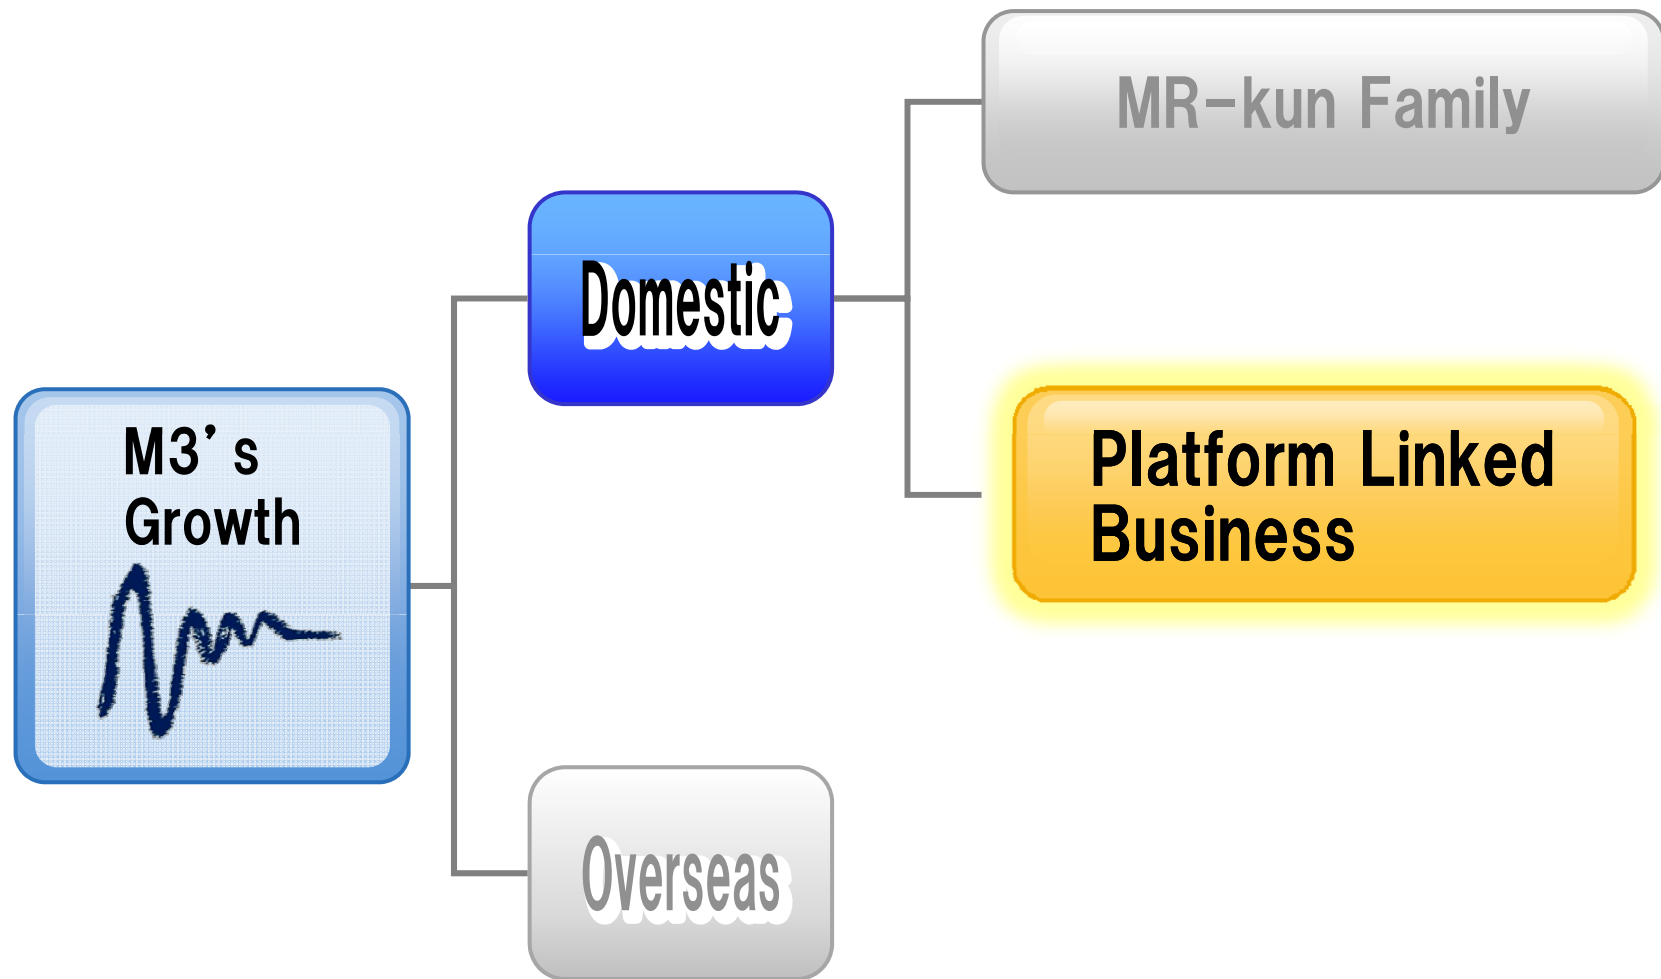 MR-kun Family
Domestic
M3's
Growth
Platform Linked
Business
Overseas